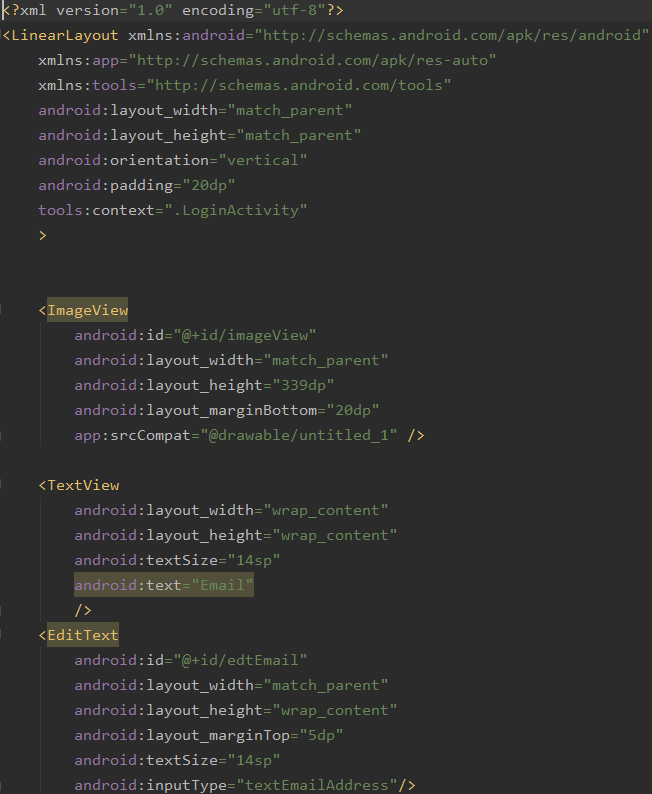 <?xml version="1.0" encoding="utf-8"?>
<LinearLayout xmlns:android="http://schemas.android.com/apk/res/android"
    xmlns:app="http://schemas.android.com/apk/res-auto"
    xmlns:tools="http://schemas.android.com/tools"
    android:layout_width="match_parent"
    android:layout_height="match_parent"
    android:orientation="vertical"
    android:padding="20dp"
    tools:context=".LoginActivity"
    >
    <ImageView
        android:id="@+id/imageView"
        android:layout_width="match_parent"
        android:layout_height="339dp"
        android:layout_marginBottom="20dp"
        app:srcCompat="@drawable/untitled_1" />
    <TextView
        android:layout_width="wrap_content"
        android:layout_height="wrap_content"
        android:textSize="14sp"
        android:text="Email"
        />
    <EditText
        android:id="@+id/edtEmail"
        android:layout_width="match_parent"
        android:layout_height="wrap_content"
        android:layout_marginTop="5dp"
        android:textSize="14sp"
        android:inputType="textEmailAddress"/>